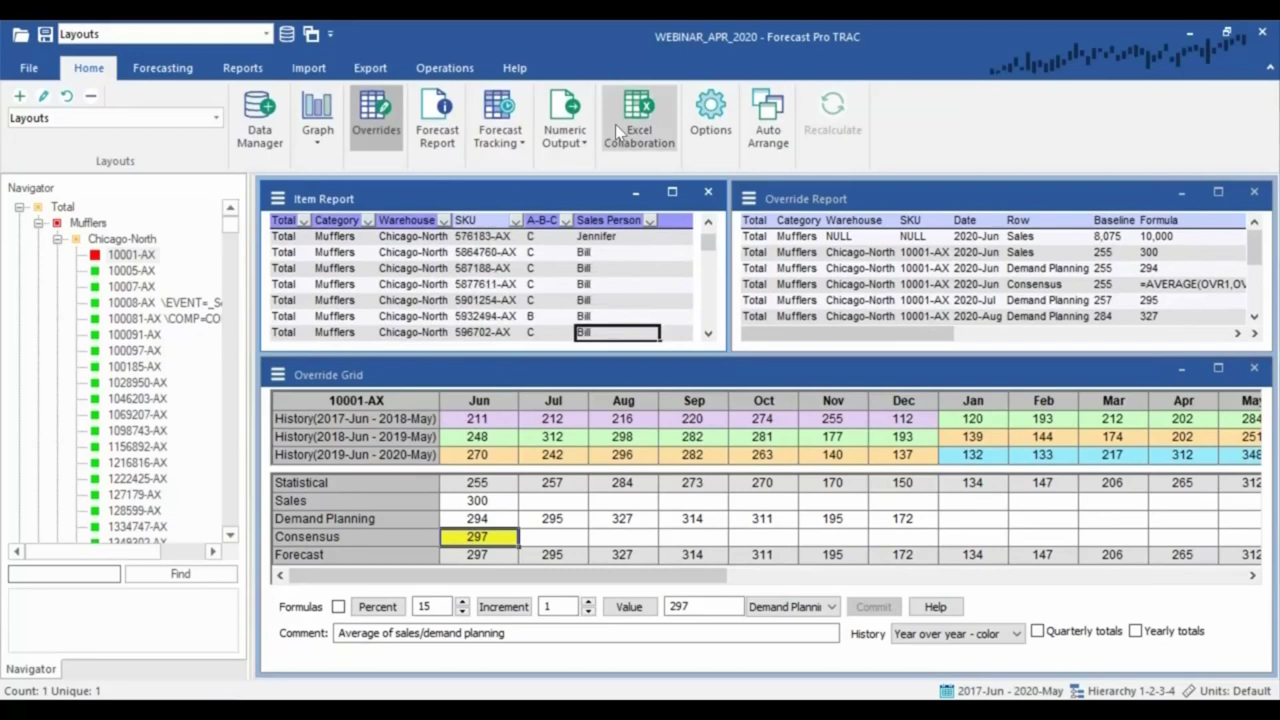 Layouts
WEBINAR_APR_2020 - Forecast Pro TRAC
File Home Forecasting Reports Import Export Operations Help
Layouts
Data Manager
Graph
Overrides
Forecast Report
Forecast Tracking
Numeric Output
Excel Collaboration
Options
Auto Arrange
Recalculate
Layouts
Navigator
Total
Mufflers
Chicago-North
10001-AX
10005-AX
10007-AX
10008-AX \EVENT=_S
100081-AX \COMP=CO
100091-AX
100097-AX
100185-AX
1028950-AX
1046203-AX
1069207-AX
1098743-AX
1156892-AX
1216816-AX
1222425-AX
127179-AX
128599-AX
1334747-AX
1349302-AX
Find
Navigator
Item Report
Total Category Warehouse SKU A-B-C Sales Person
Total Mufflers Chicago-North 576183-AX C Jennifer
Total Mufflers Chicago-North 5864760-AX C Bill
Total Mufflers Chicago-North 587188-AX C Bill
Total Mufflers Chicago-North 5877611-AX C Bill
Total Mufflers Chicago-North 5901254-AX C Bill
Total Mufflers Chicago-North 5932494-AX B Bill
Total Mufflers Chicago-North 596702-AX C Bill
Override Report
Total Category Warehouse SKU Date Row Baseline Formula
Total Mufflers NULL NULL 2020-Jun Sales 8,075 10,000
Total Mufflers Chicago-North 10001-AX 2020-Jun Sales 255 300
Total Mufflers Chicago-North 10001-AX 2020-Jun Demand Planning 255 294
Total Mufflers Chicago-North 10001-AX 2020-Jun Consensus 255 =AVERAGE(OVR1,OV
Total Mufflers Chicago-North 10001-AX 2020-Jul Demand Planning 257 295
Total Mufflers Chicago-North 10001-AX 2020-Aug Demand Planning 284 327
Override Grid
10001-AX Jun Jul Aug Sep Oct Nov Dec Jan Feb Mar Apr May
History(2017-Jun - 2018-May) 211 212 216 220 274 255 112 120 193 212 202 284
History(2018-Jun - 2019-May) 248 312 298 282 281 177 193 139 144 174 202 251
History(2019-Jun - 2020-May) 270 242 296 282 263 140 137 132 133 217 312 348
Statistical 255 257 284 273 270 170 150 134 147 206 265 312
Sales 300
Demand Planning 294 295 327 314 311 195 172
Consensus 297
Forecast 297 295 327 314 311 195 172 134 147 206 265 312
Formulas Percent 15 Increment 1 Value 297 Demand Planni Commit Help
Comment: Average of sales/demand planning History Year over year - color Quarterly totals Yearly totals
Count: 1 Unique: 1 2017-Jun - 2020-May Hierarchy 1-2-3-4 Units: Default